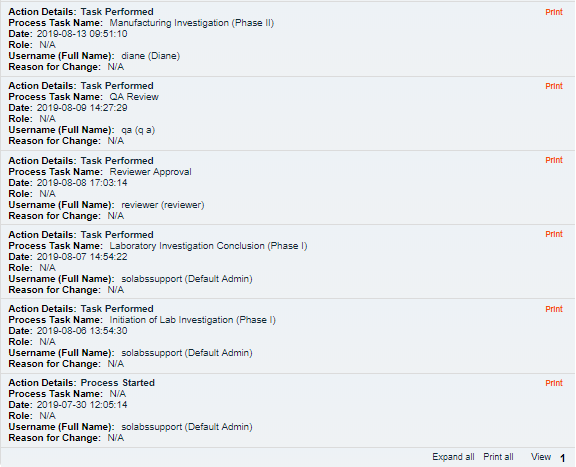 Action Details: Task Performed Print
Process Task Name: Manufacturing Investigation (Phase II)
Date: 2019-08-13 09:51:10
Role: N/A
Username (Full Name): diane (Diane)
Reason for Change: N/A
Action Details: Task Performed Print
Process Task Name: QA Review
Date: 2019-08-09 14:27:29
Role: N/A
Username (Full Name): qa (q a)
Reason for Change: N/A
Action Details: Task Performed Print
Process Task Name: Reviewer Approval
Date: 2019-08-08 17:03:14
Role: N/A
Username (Full Name): reviewer (reviewer)
Reason for Change: N/A
Action Details: Task Performed Print
Process Task Name: Laboratory Investigation Conclusion (Phase I)
Date: 2019-08-07 14:54:22
Role: N/A
Username (Full Name): solabssupport (Default Admin)
Reason for Change: N/A
Action Details: Task Performed Print
Process Task Name: Initiation of Lab Investigation (Phase I)
Date: 2019-08-06 13:54:30
Role: N/A
Username (Full Name): solabssupport (Default Admin)
Reason for Change: N/A
Action Details: Process Started Print
Process Task Name: N/A
Date: 2019-07-30 12:05:14
Role: N/A
Username (Full Name): solabssupport (Default Admin)
Reason for Change: N/A
Expand all Print all View 1